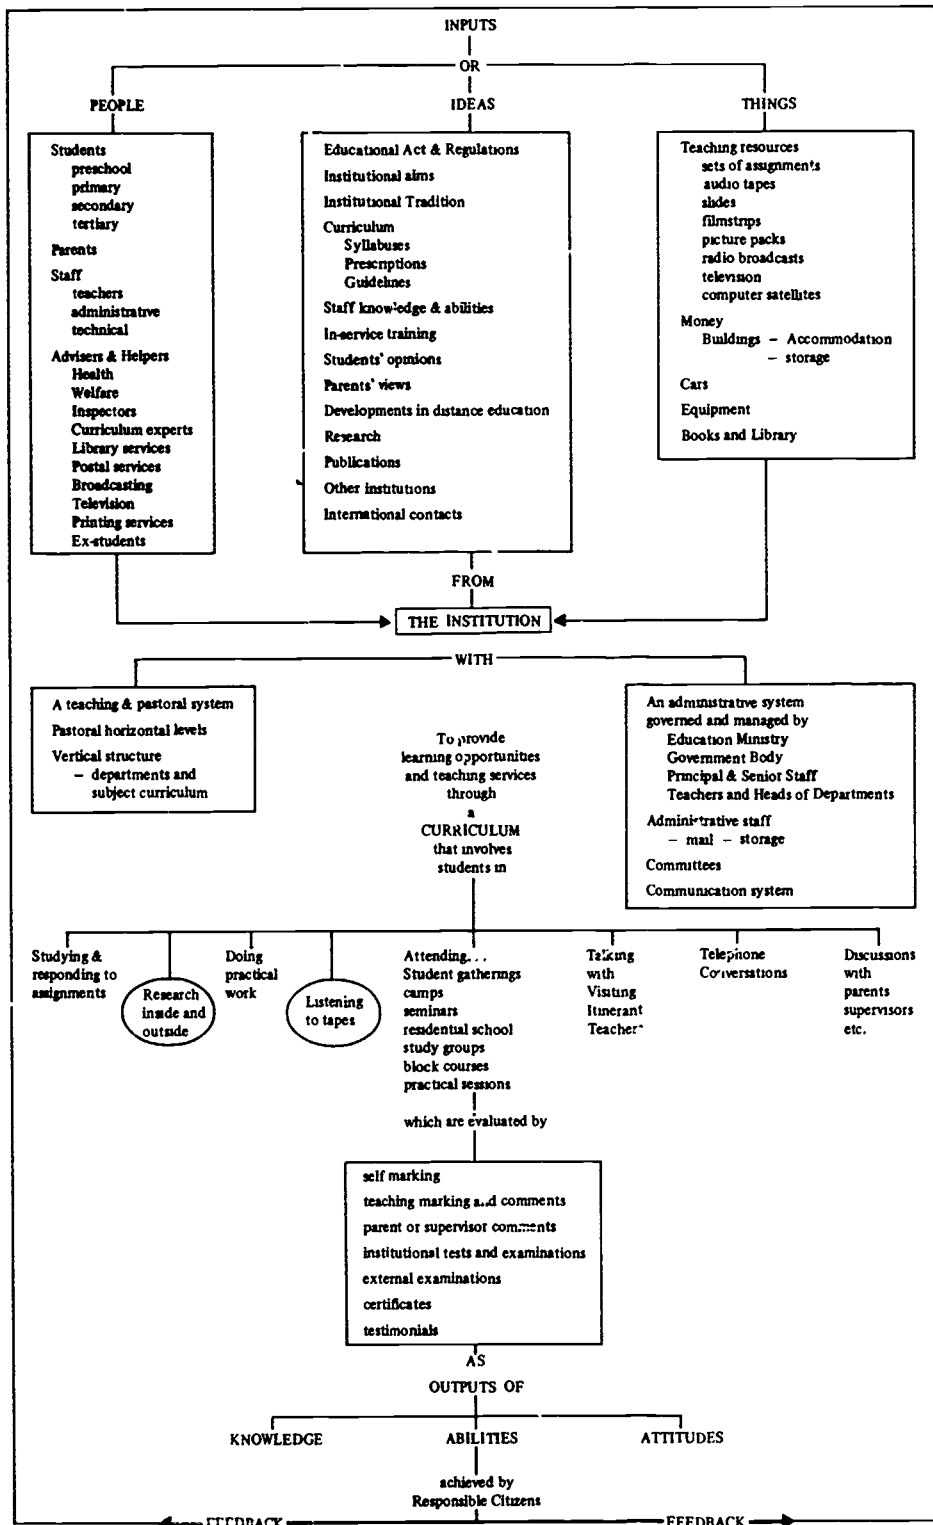 INPUTS
OR
PEOPLE
IDEAS
THINGS
Students
preschool
primary
secondary
tertiary
Parents
Staff
teachers
administrative
technical
Advisers & Helpers
Health
Welfare
Inspectors
Curriculum experts
Library services
Postal services
Broadcasting
Television
Printing services
Ex-students
Educational Act & Regulations
Institutional aims
Institutional Tradition
Curriculum
Syllabuses
Prescriptions
Guidelines
Staff knowledge & abilities
In-service training
Students' opinions
Parents' views
Developments in distance education
Research
Publications
Other institutions
International contacts
Teaching resources
sets of assignments
audio tapes
slides
filmstrips
picture packs
radio broadcasts
television
computer satellites
Money
Buildings – Accommodation
– storage
Cars
Equipment
Books and Library
FROM
THE INSTITUTION
WITH
A teaching & pastoral system
Pastoral horizontal levels
Vertical structure
– departments and
subject curriculum
To provide
learning opportunities
and teaching services
through
a
CURRICULUM
that involves
students in
An administrative system
governed and managed by
Education Ministry
Government Body
Principal & Senior Staff
Teachers and Heads of Departments
Administrative staff
– mail – storage
Committees
Communication system
Studying &
responding to
assignments
Research
inside and
outside
Doing
practical
work
Listening
to tapes
Attending...
Student gatherings
camps
seminars
residential school
study groups
block courses
practical sessions
Talking
with
Visiting
Itinerant
Teacher
Telephone
Conversations
Discussions
with
parents
supervisors
etc.
which are evaluated by
self marking
teaching marking and comments
parent or supervisor comments
institutional tests and examinations
external examinations
certificates
testimonials
AS
OUTPUTS OF
KNOWLEDGE
ABILITIES
ATTITUDES
achieved by
Responsible Citizens
FEEDBACK
FEEDBACK